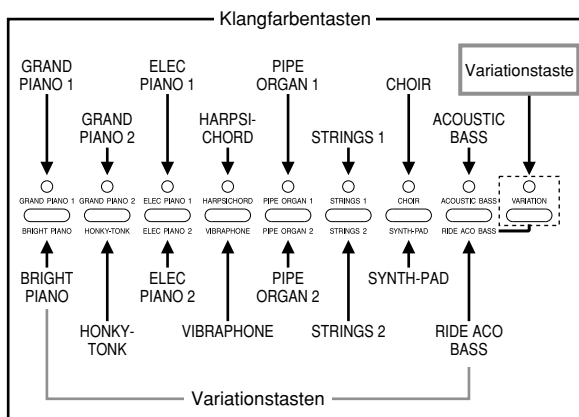 Klangfarbentasten
GRAND
PIANO 1
ELEC
PIANO 1
PIPE
ORGAN 1
CHOIR
Variationstaste
GRAND
PIANO 2
HARPSI-
CHORD
STRINGS 1
ACOUSTIC
BASS
GRAND PIANO 1 GRAND PIANO 2 ELEC PIANO 1 HARPSICHORD PIPE ORGAN 1 STRINGS 1 CHOIR ACOUSTIC BASS VARIATION
BRIGHT PIANO HONKY-TONK ELEC PIANO 2 VIBRAPHONE PIPE ORGAN 2 STRINGS 2 SYNTH-PAD RIDE ACO BASS
BRIGHT
PIANO
ELEC
PIANO 2
PIPE
ORGAN 2
SYNTH-PAD
HONKY-
TONK
VIBRAPHONE
STRINGS 2
RIDE ACO
BASS
Variationstasten